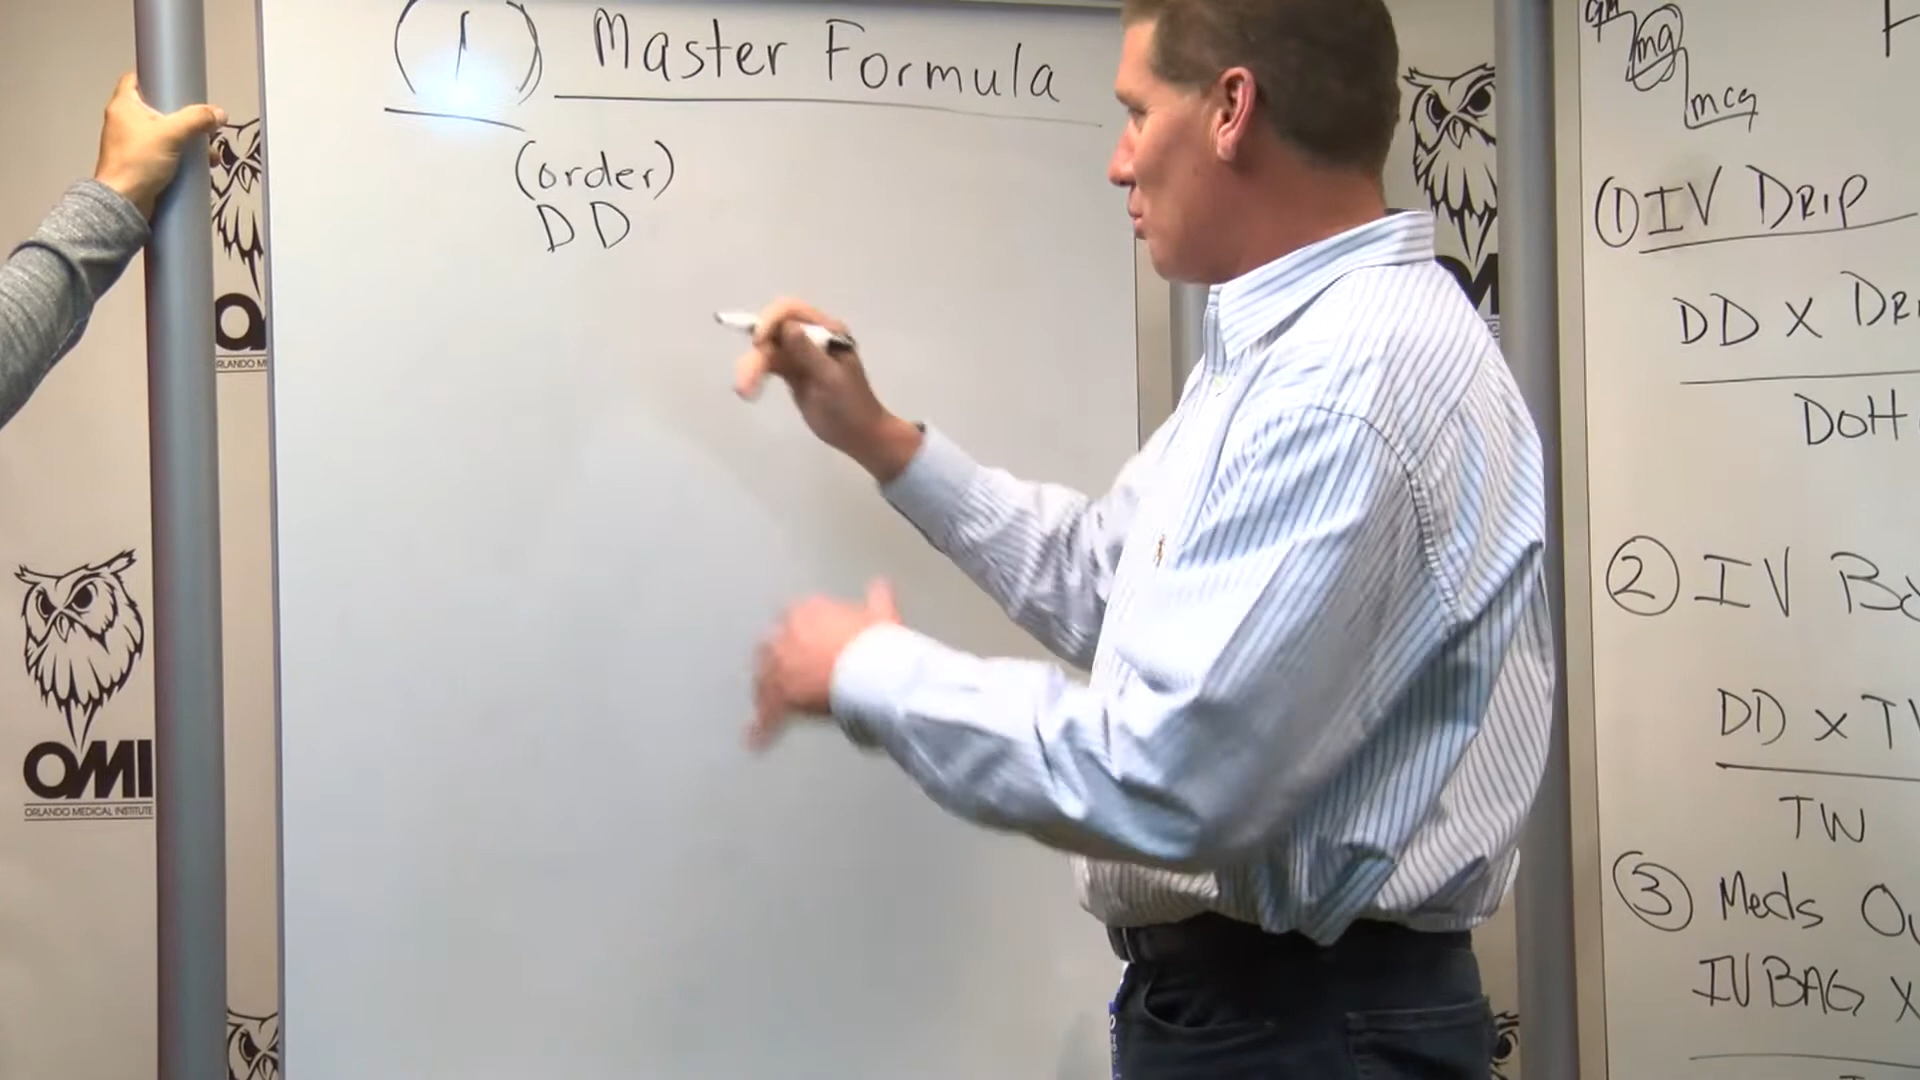 (1) Master Formula
(order)
DD
gm
mg
mcg
① IV DRIP
DD X
DOH
② IV
DD X
TW
③ Meds
IV BAG X
OMI
ORLANDO MEDICAL INSTITUTE